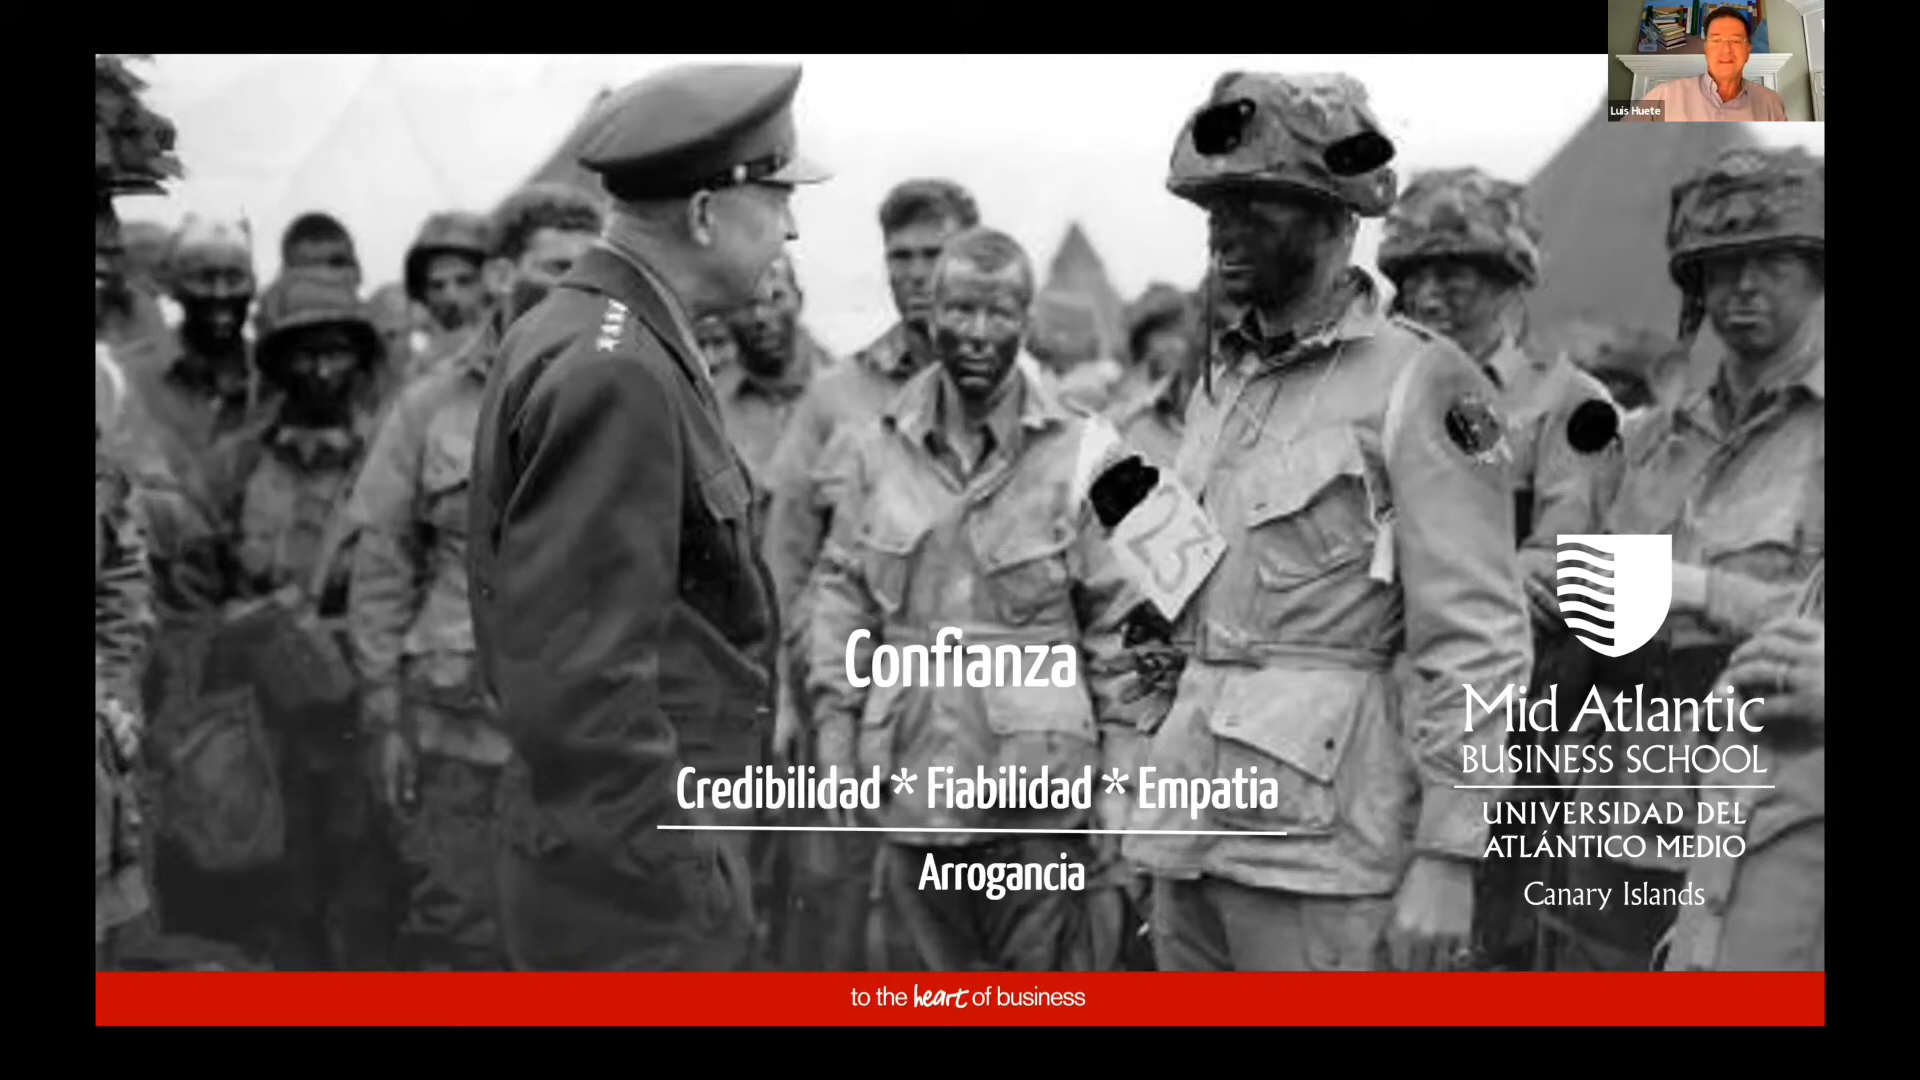 Luis Huete
23
Confianza
Credibilidad * Fiabilidad * Empatia
Arrogancia
Mid Atlantic
BUSINESS SCHOOL
UNIVERSIDAD DEL
ATLÁNTICO MEDIO
Canary Islands
to the heart of business